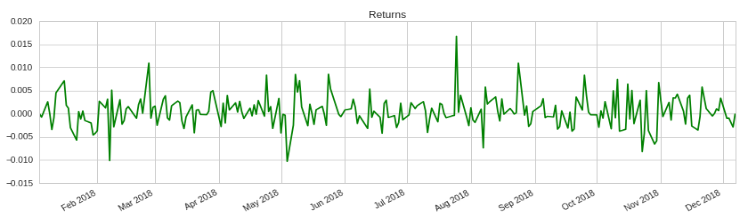 Returns
0.020
0.015
0.010
0.005
0.000
−0.005
−0.010
−0.015
Feb 2018
Mar 2018
Apr 2018
May 2018
Jun 2018
Jul 2018
Aug 2018
Sep 2018
Oct 2018
Nov 2018
Dec 2018